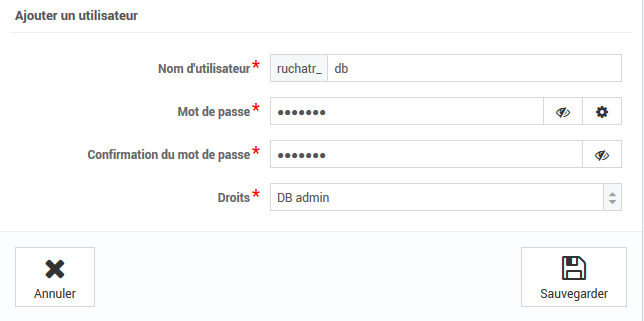 Ajouter un utilisateur
Nom d'utilisateur* ruchatr_ db
Mot de passe* •••••••
Confirmation du mot de passe* •••••••
Droits* DB admin
Annuler Sauvegarder